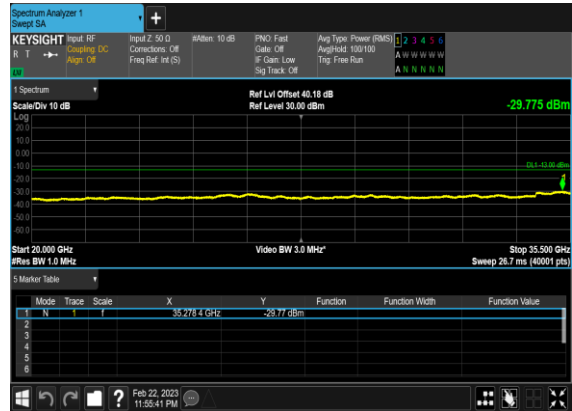 Spectrum Analyzer 1
Swept SA
+
KEYSIGHT Input: RF Input Z: 50 Ω #Atten: 10 dB PNO: Fast Avg Type: Power (RMS) 1 2 3 4 5 6
R T Coupling: DC Corrections: Off Gate: Off Avg|Hold: 100/100 A W W W W W
Align: Off Freq Ref: Int (S) IF Gain: Low Trig: Free Run
Sig Track: Off A N N N N N
1 Spectrum Ref Lvl Offset 40.18 dB
Scale/Div 10 dB Ref Level 30.00 dBm -29.775 dBm
Log
20.0
10.0
0.00
-10.0 DL1 -13.00 dBm
-20.0
-30.0
-40.0
-50.0
-60.0
Start 20.000 GHz Video BW 3.0 MHz* Stop 35.500 GHz
#Res BW 1.0 MHz Sweep 26.7 ms (40001 pts)
5 Marker Table
Mode Trace Scale X Y Function Function Width Function Value
1 N 1 f 35.278 4 GHz -29.77 dBm
2
3
4
5
6
? Feb 22, 2023
11:55:41 PM